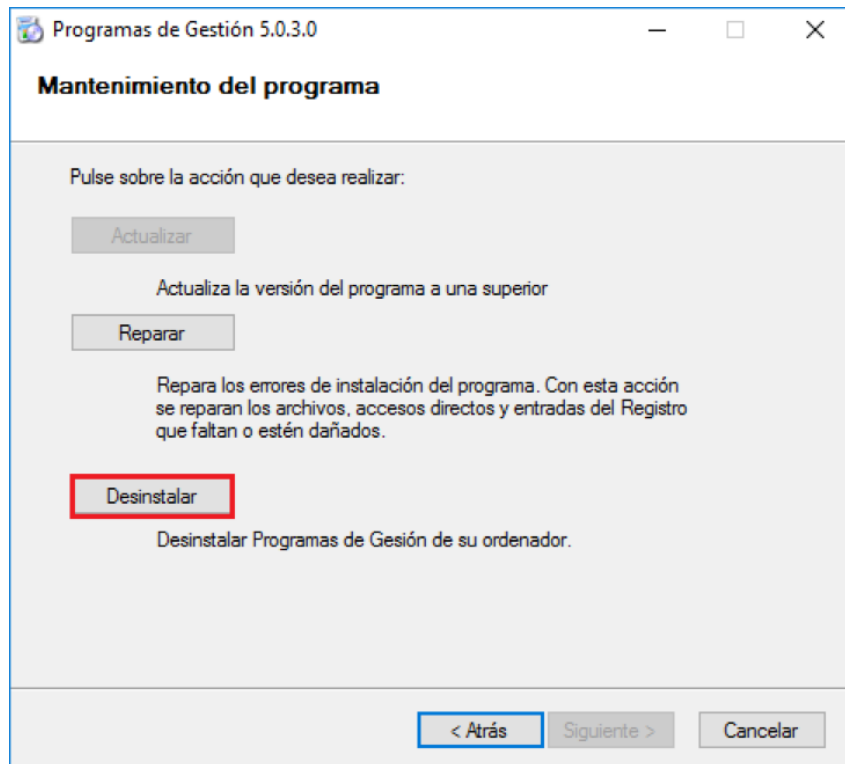 Programas de Gestión 5.0.3.0
Mantenimiento del programa
Pulse sobre la acción que desea realizar:
Actualizar
Actualiza la versión del programa a una superior
Reparar
Repara los errores de instalación del programa. Con esta acción
se reparan los archivos, accesos directos y entradas del Registro
que faltan o estén dañados.
Desinstalar
Desinstalar Programas de Gesión de su ordenador.
< Atrás
Siguiente >
Cancelar